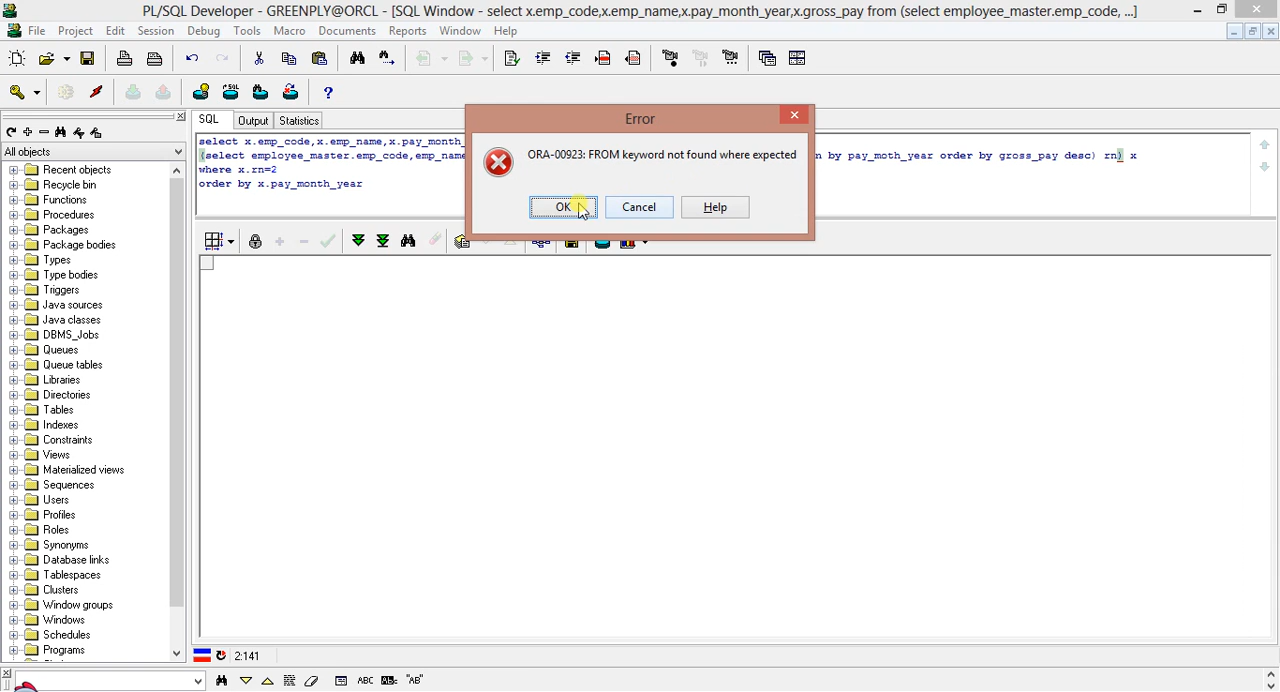 PL/SQL Developer - GREENPLY@ORCL - [SQL Window - select x.emp_code,x.emp_name,x.pay_month_year,x.gross_pay from (select employee_master.emp_code, ...]
File Project Edit Session Debug Tools Macro Documents Reports Window Help
SQL Output Statistics
All objects
Recent objects
Recycle bin
Functions
Procedures
Packages
Package bodies
Types
Type bodies
Triggers
Java sources
Java classes
DBMS_Jobs
Queues
Queue tables
Libraries
Directories
Tables
Indexes
Constraints
Views
Materialized views
Sequences
Users
Profiles
Roles
Synonyms
Database links
Tablespaces
Clusters
Window groups
Windows
Schedules
Programs
select x.emp_code,x.emp_name,x.pay_month_
(select employee_master.emp_code,emp_name n by pay_moth_year order by gross_pay desc) rn) x
where x.rn=2
order by x.pay_month_year
Error
ORA-00923: FROM keyword not found where expected
OK Cancel Help
2:141
ABC "AB"